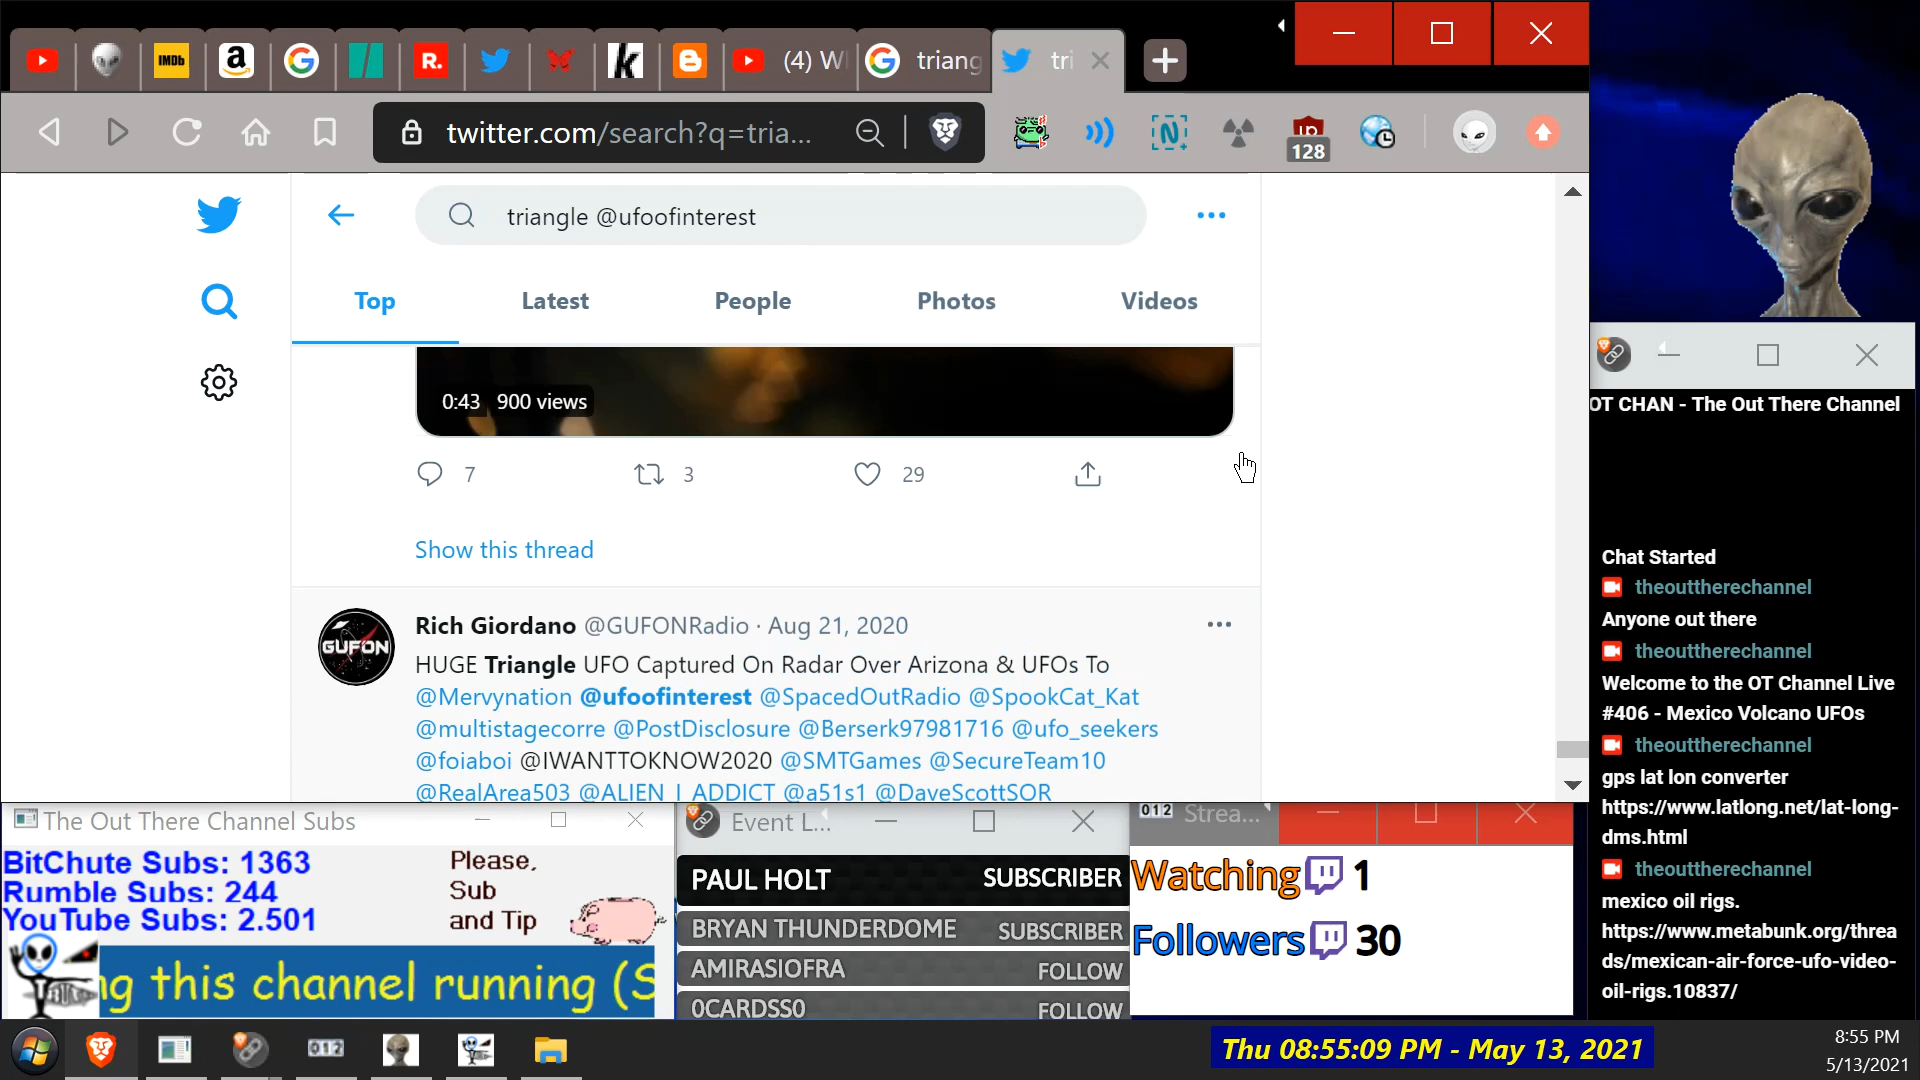 IMDb
a
R.
k
(4) W
triang
tri
twitter.com/search?q=tria...
128
triangle @ufoofinterest
Top
Latest
People
Photos
Videos
0:43 900 views
7
3
29
Show this thread
GUFON
Rich Giordano @GUFONRadio · Aug 21, 2020
HUGE Triangle UFO Captured On Radar Over Arizona & UFOs To
@Mervynation @ufoofinterest @SpacedOutRadio @SpookCat_Kat
@multistagecorre @PostDisclosure @Berserk97981716 @ufo_seekers
@foiaboi @IWANTTOKNOW2020 @SMTGames @SecureTeam10
@RealArea503 @ALIEN_I_ADDICT @a51s1 @DaveScottSOR
OT CHAN - The Out There Channel
Chat Started
theouttherechannel
Anyone out there
theouttherechannel
Welcome to the OT Channel Live
#406 - Mexico Volcano UFOs
theouttherechannel
gps lat lon converter
https://www.latlong.net/lat-long-
dms.html
theouttherechannel
mexico oil rigs.
https://www.metabunk.org/threa
ds/mexican-air-force-ufo-video-
oil-rigs.10837/
The Out There Channel Subs
BitChute Subs: 1363
Rumble Subs: 244
YouTube Subs: 2.501
Please,
Sub
and Tip
ng this channel running (S
Event L...
PAUL HOLT SUBSCRIBER
BRYAN THUNDERDOME SUBSCRIBER
AMIRASIOFRA FOLLOW
0CARDSS0 FOLLOW
012 Strea...
Watching 1
Followers 30
012
Thu 08:55:09 PM - May 13, 2021
8:55 PM
5/13/2021